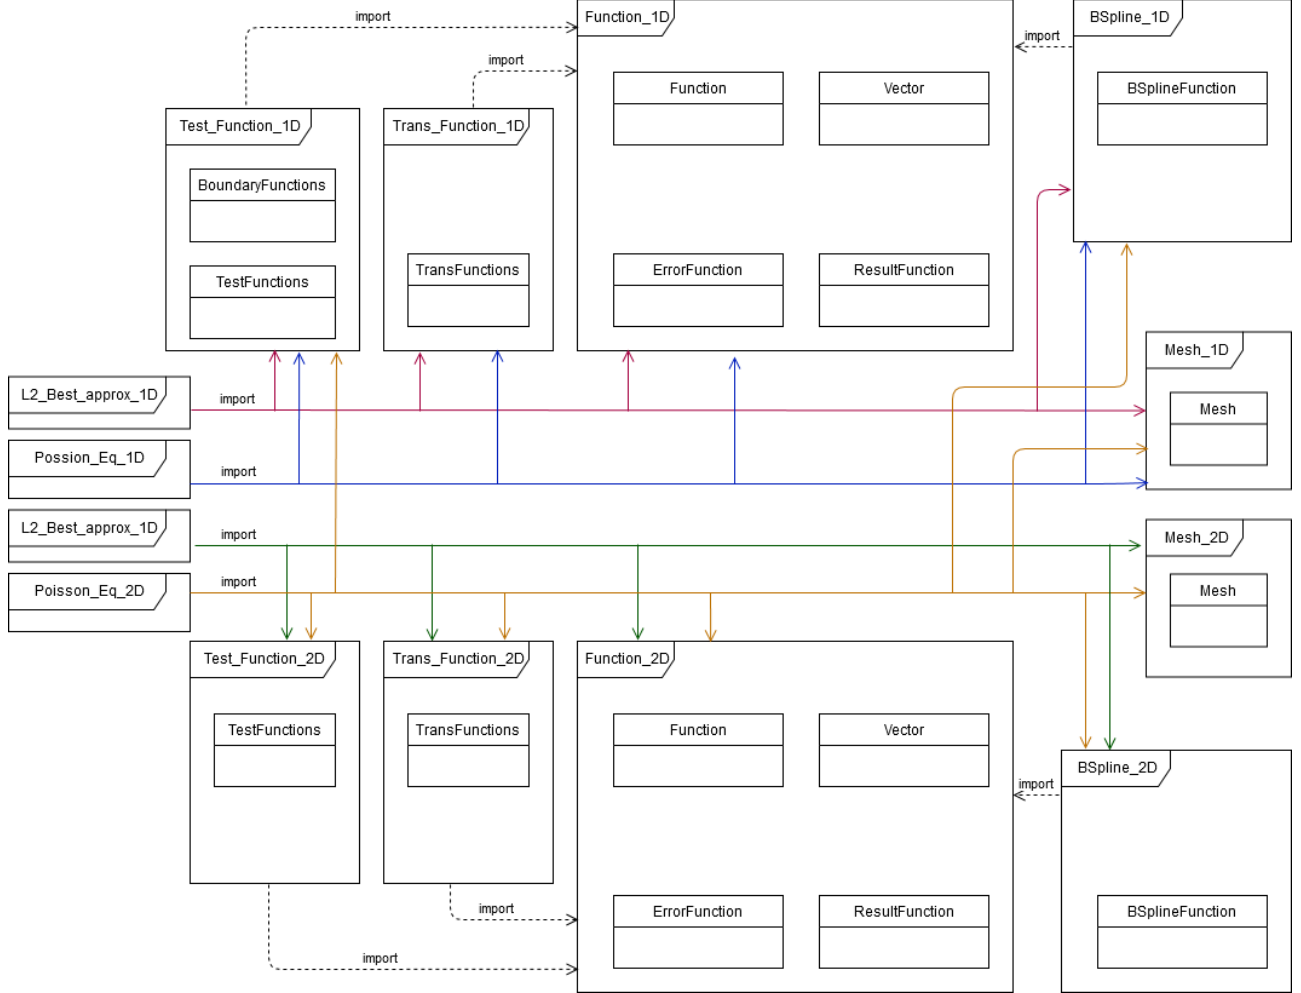 import
Function_1D
BSpline_1D
import
import
Function
Vector
BSplineFunction
Test_Function_1D
Trans_Function_1D
BoundaryFunctions
TestFunctions
TransFunctions
ErrorFunction
ResultFunction
Mesh_1D
L2_Best_approx_1D
import
Mesh
Possion_Eq_1D
import
L2_Best_approx_1D
import
Mesh_2D
Poisson_Eq_2D
import
Mesh
Test_Function_2D
Trans_Function_2D
Function_2D
TestFunctions
TransFunctions
Function
Vector
BSpline_2D
import
import
ErrorFunction
ResultFunction
BSplineFunction
import